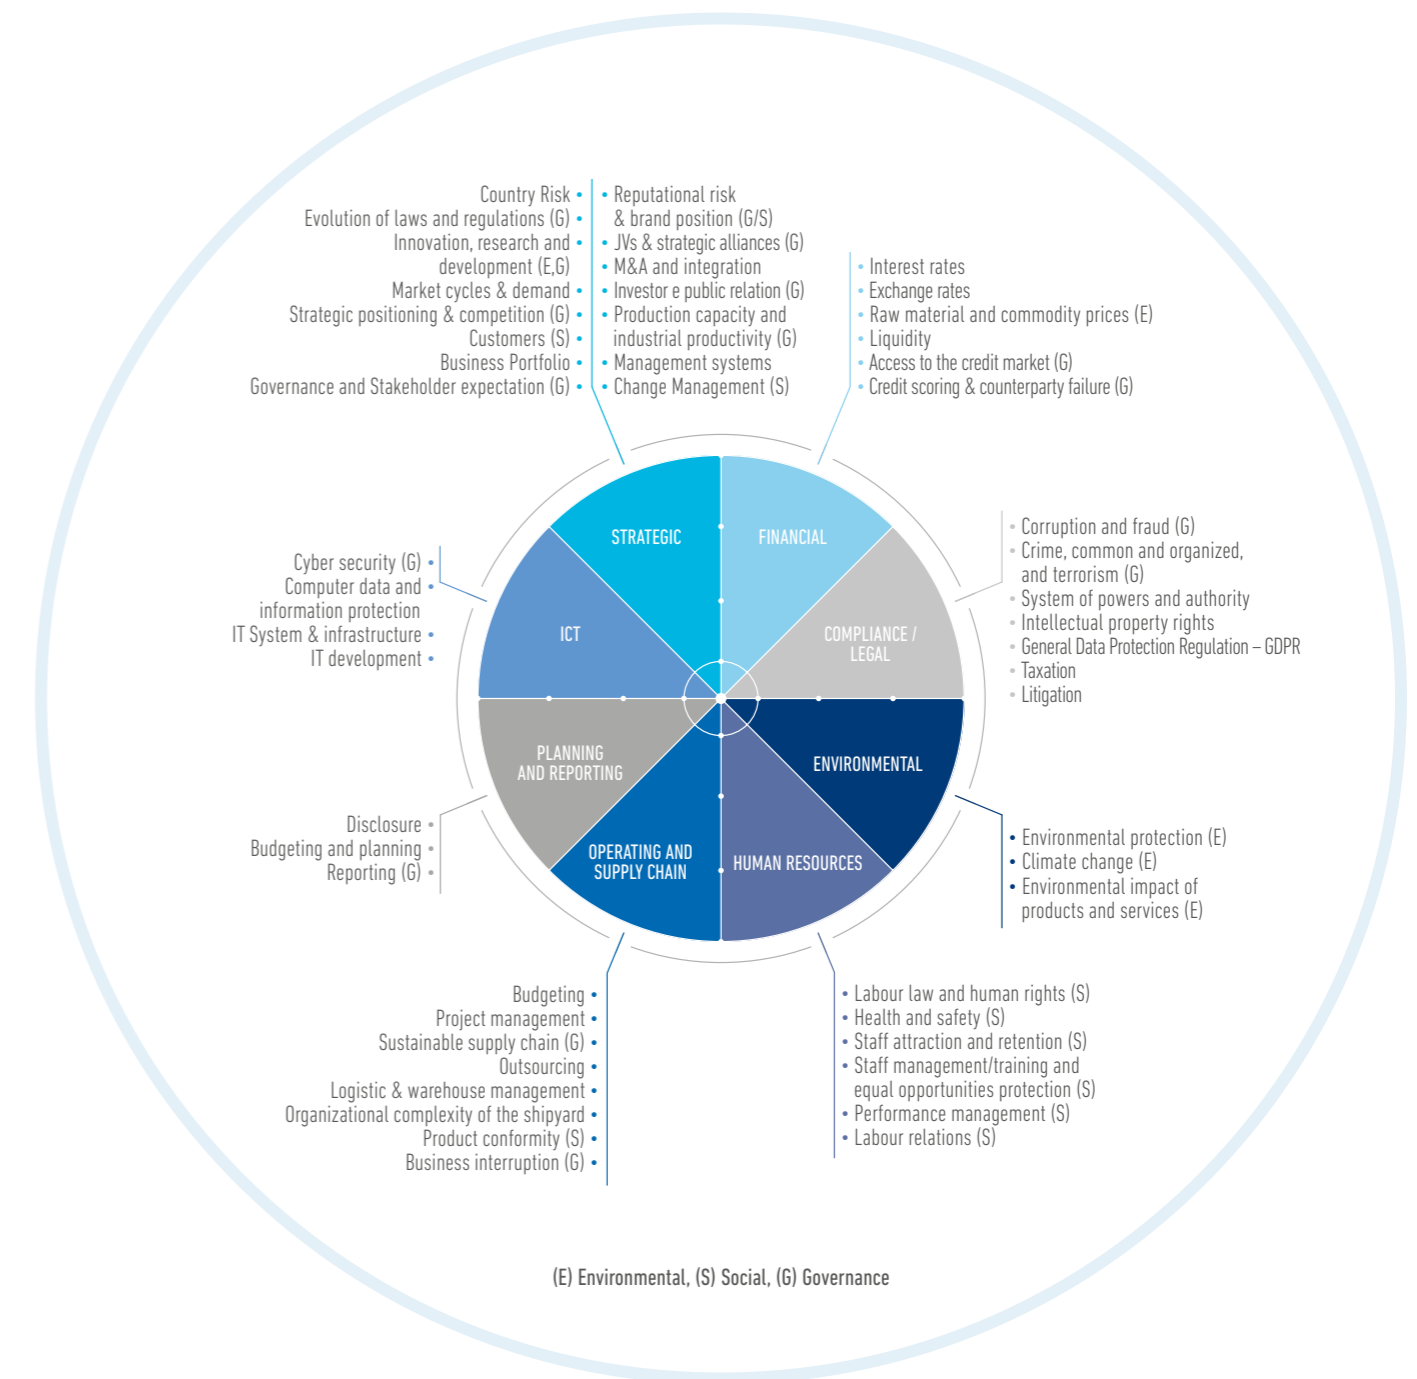 Country Risk •
Evolution of laws and regulations (G) •
Innovation, research and •
development (E,G)
Market cycles & demand •
Strategic positioning & competition (G) •
Customers (S) •
Business Portfolio •
Governance and Stakeholder expectation (G) •
• Reputational risk
& brand position (G/S)
• JVs & strategic alliances (G)
• M&A and integration
• Investor e public relation (G)
• Production capacity and
industrial productivity (G)
• Management systems
• Change Management (S)
• Interest rates
• Exchange rates
• Raw material and commodity prices (E)
• Liquidity
• Access to the credit market (G)
• Credit scoring & counterparty failure (G)
STRATEGIC
FINANCIAL
Cyber security (G) •
Computer data and •
information protection
IT System & infrastructure •
IT development •
ICT
COMPLIANCE /
LEGAL
• Corruption and fraud (G)
• Crime, common and organized,
and terrorism (G)
• System of powers and authority
• Intellectual property rights
• General Data Protection Regulation – GDPR
• Taxation
• Litigation
PLANNING
AND REPORTING
ENVIRONMENTAL
Disclosure •
Budgeting and planning •
Reporting (G) •
OPERATING AND
SUPPLY CHAIN
HUMAN RESOURCES
• Environmental protection (E)
• Climate change (E)
• Environmental impact of
products and services (E)
Budgeting •
Project management •
Sustainable supply chain (G) •
Outsourcing •
Logistic & warehouse management •
Organizational complexity of the shipyard •
Product conformity (S) •
Business interruption (G) •
• Labour law and human rights (S)
• Health and safety (S)
• Staff attraction and retention (S)
• Staff management/training and
equal opportunities protection (S)
• Performance management (S)
• Labour relations (S)
(E) Environmental, (S) Social, (G) Governance